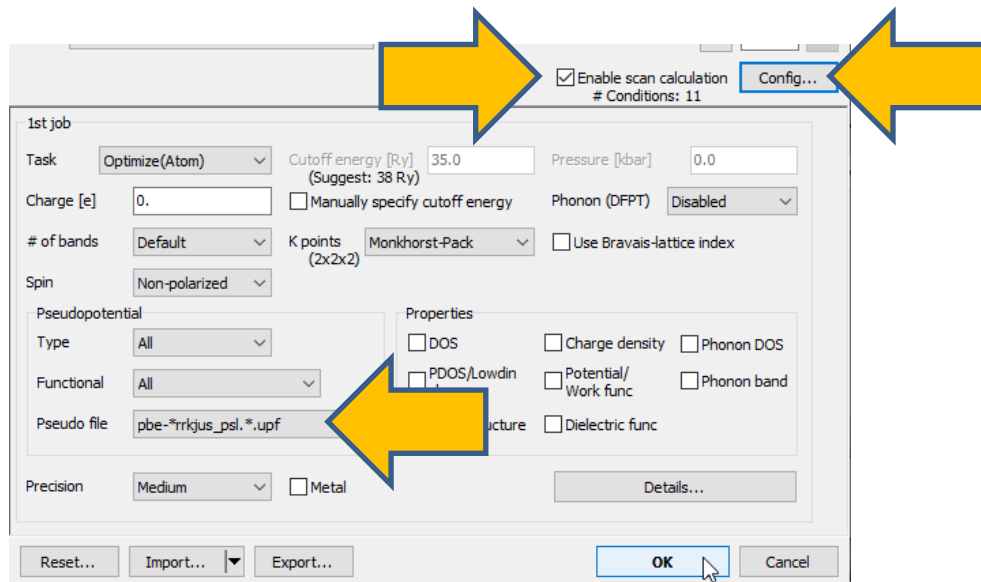 Enable scan calculation
Config...
# Conditions: 11
1st job
Task
Optimize(Atom)
Cutoff energy [Ry]
35.0
Pressure [kbar]
0.0
(Suggest: 38 Ry)
Charge [e]
0.
Manually specify cutoff energy
Phonon (DFPT)
Disabled
# of bands
Default
K points
Monkhorst-Pack
Use Bravais-lattice index
(2x2x2)
Spin
Non-polarized
Pseudopotential
Properties
Type
All
DOS
Charge density
Phonon DOS
Functional
All
PDOS/Lowdin
Potential/
Work func
Phonon band
Pseudo file
pbe-*rrkjus_psl.*.upf
Dielectric func
Precision
Medium
Metal
Details...
Reset...
Import...
Export...
OK
Cancel